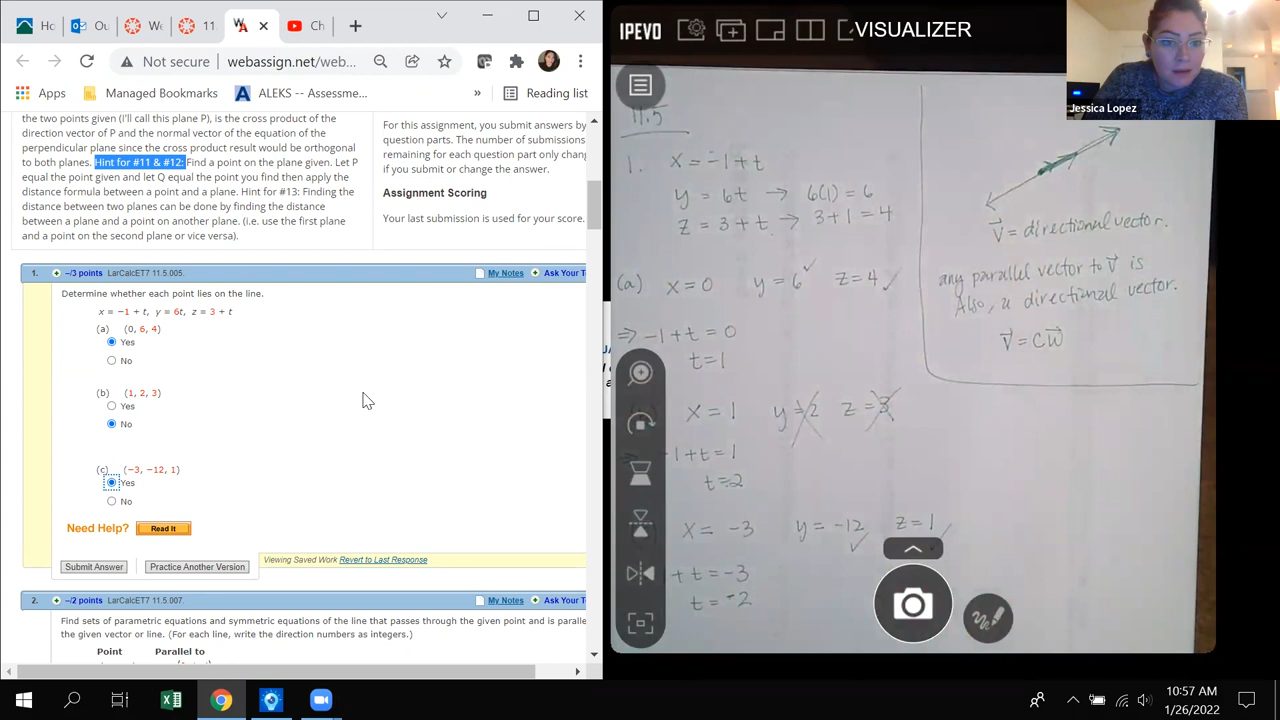 Ho
Ou
We
11
Ch
Not secure
webassign.net/web...
Apps
Managed Bookmarks
ALEKS -- Assessme...
»
Reading list
the two points given (i'll call this plane P), is the cross product of the
direction vector of P and the normal vector of the equation of the
perpendicular plane since the cross product result would be orthogonal
to both planes. Hint for #11 & #12: Find a point on the plane given. Let P
equal the point given and let Q equal the point you find then apply the
distance formula between a point and a plane. Hint for #13: Finding the
distance between two planes can be done by finding the distance
between a plane and a point on another plane. (i.e. use the first plane
and a point on the second plane or vice versa).
For this assignment, you submit answers by
question parts. The number of submissions
remaining for each question part only chang
if you submit or change the answer.
Assignment Scoring
Your last submission is used for your score.
1. –/3 points LarCalcET7 11.5.005.
My Notes
Ask Your Te
Determine whether each point lies on the line.
x = −1 + t, y = 6t, z = 3 + t
(a) (0, 6, 4)
Yes
No
(b) (1, 2, 3)
Yes
No
(c) (−3, −12, 1)
Yes
No
Need Help? Read It
Submit Answer
Practice Another Version
Viewing Saved Work Revert to Last Response
2. –/2 points LarCalcET7 11.5.007.
My Notes
Ask Your Te
Find sets of parametric equations and symmetric equations of the line that passes through the given point and is paralle
the given vector or line. (For each line, write the direction numbers as integers.)
Point Parallel to
IPEVO
VISUALIZER
Jessica Lopez
11.5
1. x = -1 + t
y = 6t → 6(1) = 6
z = 3 + t → 3+1 = 4
(a) x=0 y=6 ✓ z=4 ✓
⇒ -1 + t = 0
t=1
x = 1 y=2 z=3
-1 + t = 1
t=2
x = -3 y = -12 ✓ z=1 ✓
+ t = -3
t = -2
v = directional vector.
any parallel vector to v is
Also, a directional vector.
v = cw
10:57 AM
1/26/2022